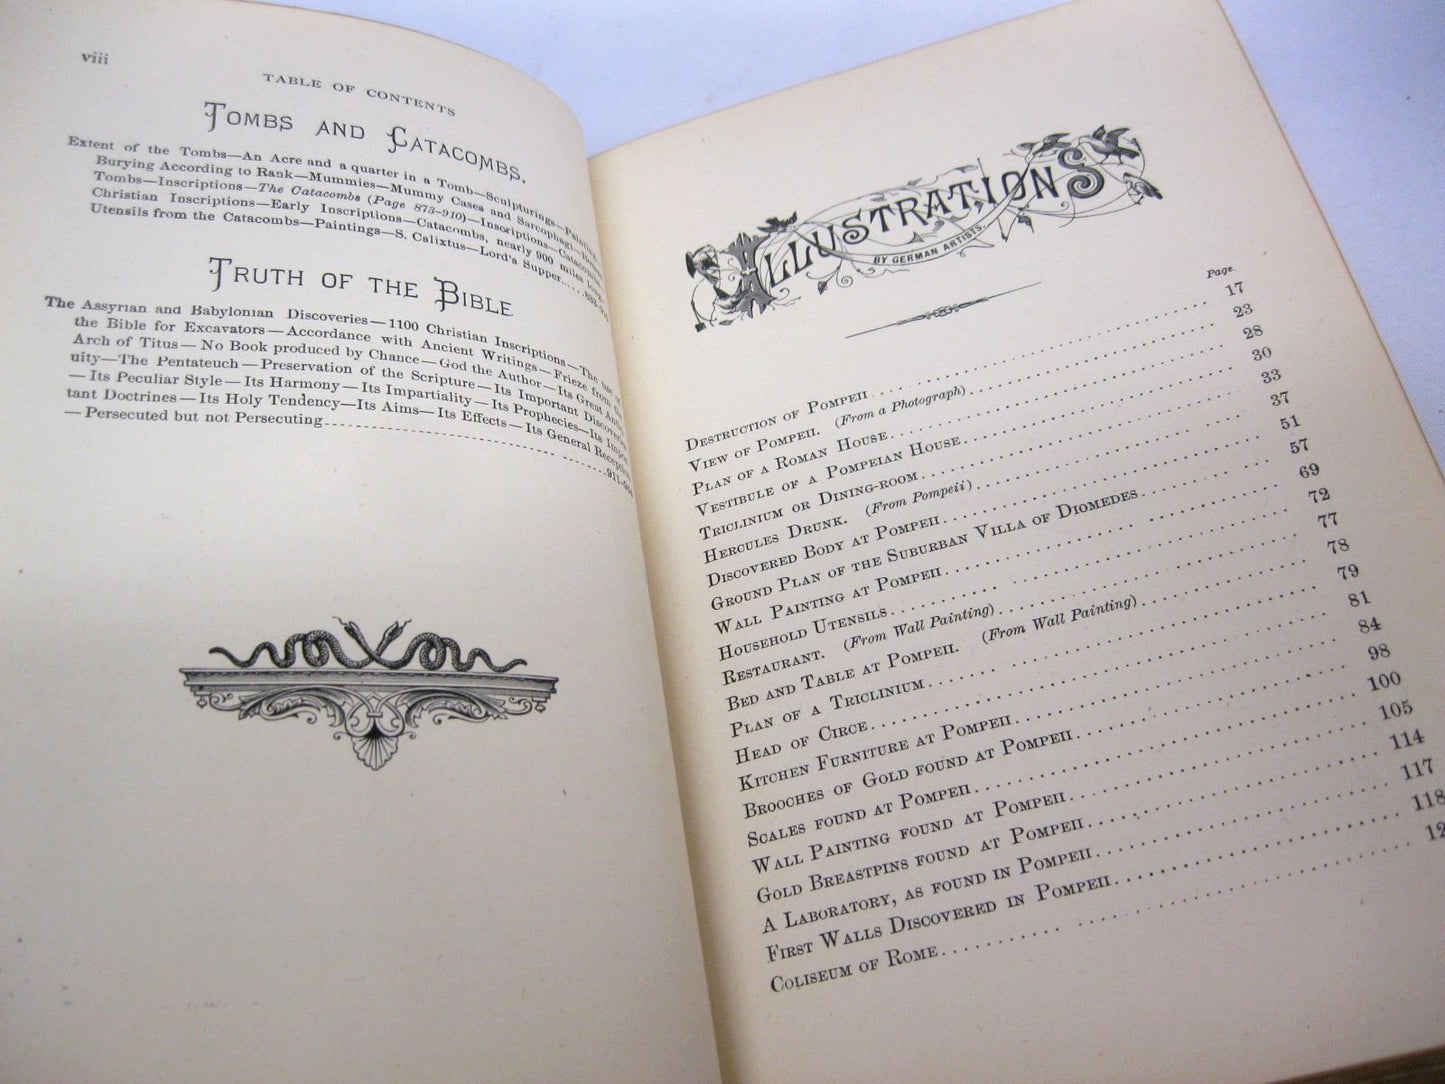 viii
TABLE OF CONTENTS
TOMBS AND CATACOMBS.
Extent of the Tombs—An Acre and a quarter in a Tomb—Sculpturings—
Burying According to Rank—Mummies—Mummy Cases and Sarcophagi—
Tombs—Inscriptions—The Catacombs (Page 873-910)—Inscriptions—
Christian Inscriptions—Early Inscriptions—Catacombs, nearly 900 miles
Utensils from the Catacombs—Paintings—S. Calixtus—Lord's Supper
TRUTH OF THE BIBLE
The Assyrian and Babylonian Discoveries—1100 Christian Inscriptions—The use of
the Bible for Excavators—Accordance with Ancient Writings—Frieze from the
Arch of Titus—No Book produced by Chance—God the Author—Its Great Antiq-
uity—The Pentateuch—Preservation of the Scripture—Its Important Discoveries
—Its Peculiar Style—Its Harmony—Its Impartiality—Its Prophecies—Its Impor-
tant Doctrines—Its Holy Tendency—Its Aims—Its Effects—Its General Reception
—Persecuted but not Persecuting
ILLUSTRATIONS
BY GERMAN ARTISTS.
Page.
DESTRUCTION OF POMPEII 17
VIEW OF POMPEII. (From a Photograph) 23
PLAN OF A ROMAN HOUSE 28
VESTIBULE OF A POMPEIAN HOUSE 30
TRICLINIUM OR DINING-ROOM 33
HERCULES DRUNK. (From Pompeii) 37
DISCOVERED BODY AT POMPEII 51
GROUND PLAN OF THE SUBURBAN VILLA OF DIOMEDES 57
WALL PAINTING AT POMPEII 69
HOUSEHOLD UTENSILS 72
RESTAURANT. (From Wall Painting) 77
BED AND TABLE AT POMPEII. (From Wall Painting) 78
PLAN OF A TRICLINIUM 79
HEAD OF CIRCE 81
KITCHEN FURNITURE AT POMPEII 84
BROOCHES OF GOLD FOUND AT POMPEII 98
SCALES FOUND AT POMPEII 100
WALL PAINTING FOUND AT POMPEII 105
GOLD BREASTPINS FOUND AT POMPEII 114
A LABORATORY, AS FOUND IN POMPEII 117
FIRST WALLS DISCOVERED IN POMPEII 118
COLISEUM OF ROME